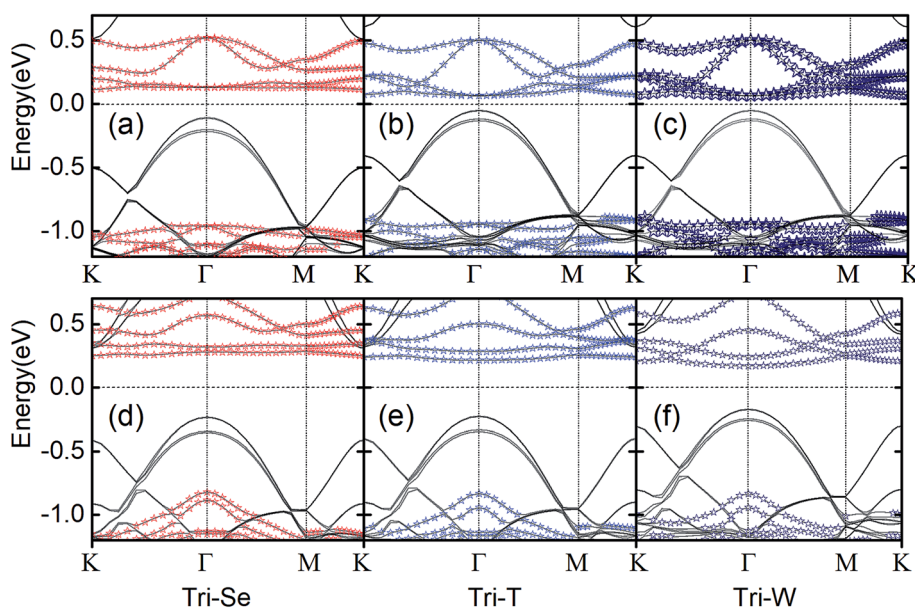 Energy(eV)
0.5
0.0
-0.5
-1.0
(a)
(b)
(c)
K Γ M K Γ M K Γ M K
Energy(eV)
0.5
0.0
-0.5
-1.0
(d)
(e)
(f)
K Γ M K Γ M K Γ M K
Tri-Se Tri-T Tri-W